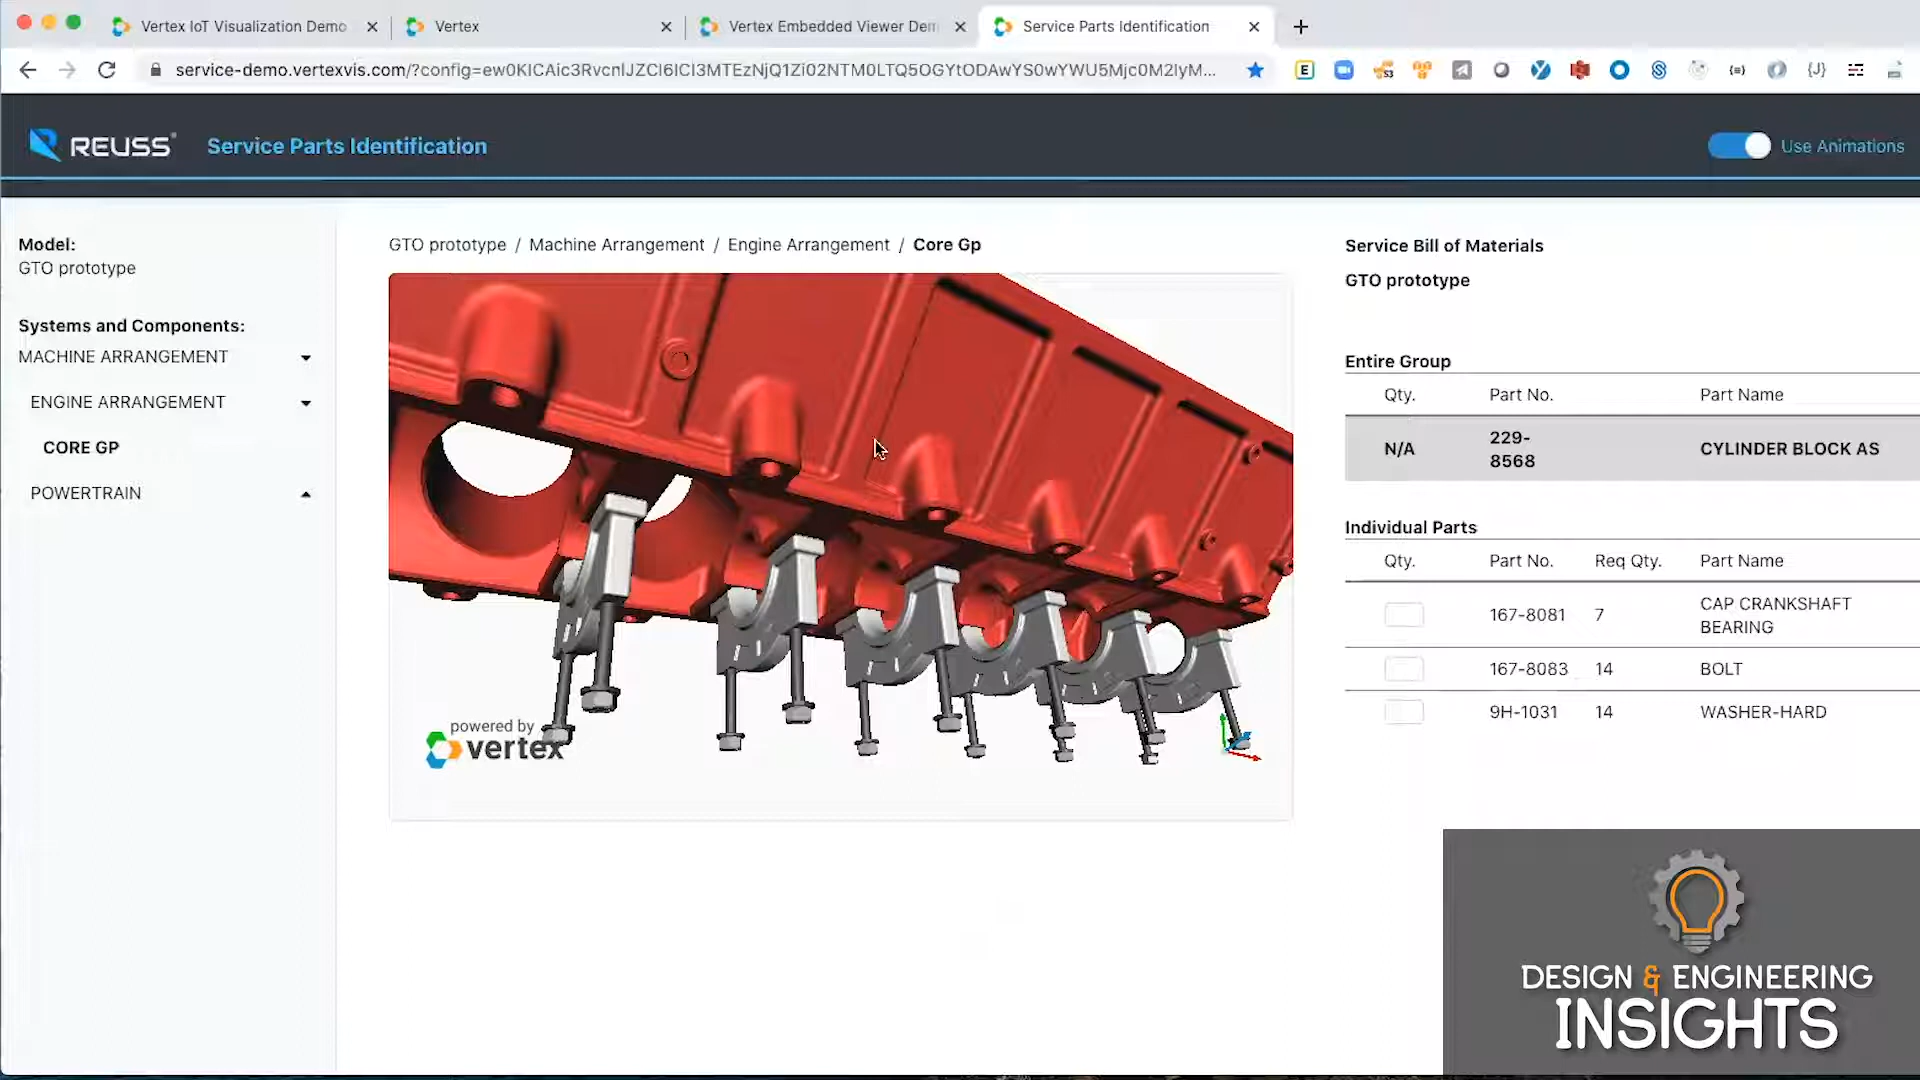 Vertex IoT Visualization Demo
Vertex
Vertex Embedded Viewer Dem
Service Parts Identification
service-demo.vertexvis.com/?config=ew0KICAic3RvcnlJZCI6ICI3MTEzNjQ1Zi02NTM0LTQ5OGYtODAwYS0wYWU5Mjc0M2IyM...
REUSS
Service Parts Identification
Use Animations
Model:
GTO prototype
Systems and Components:
MACHINE ARRANGEMENT
ENGINE ARRANGEMENT
CORE GP
POWERTRAIN
GTO prototype / Machine Arrangement / Engine Arrangement / Core Gp
powered by
vertex
Service Bill of Materials
GTO prototype
Entire Group
Qty. Part No. Part Name
N/A 229-8568 CYLINDER BLOCK AS
Individual Parts
Qty. Part No. Req Qty. Part Name
167-8081 7 CAP CRANKSHAFT
BEARING
167-8083 14 BOLT
9H-1031 14 WASHER-HARD
DESIGN & ENGINEERING
INSIGHTS